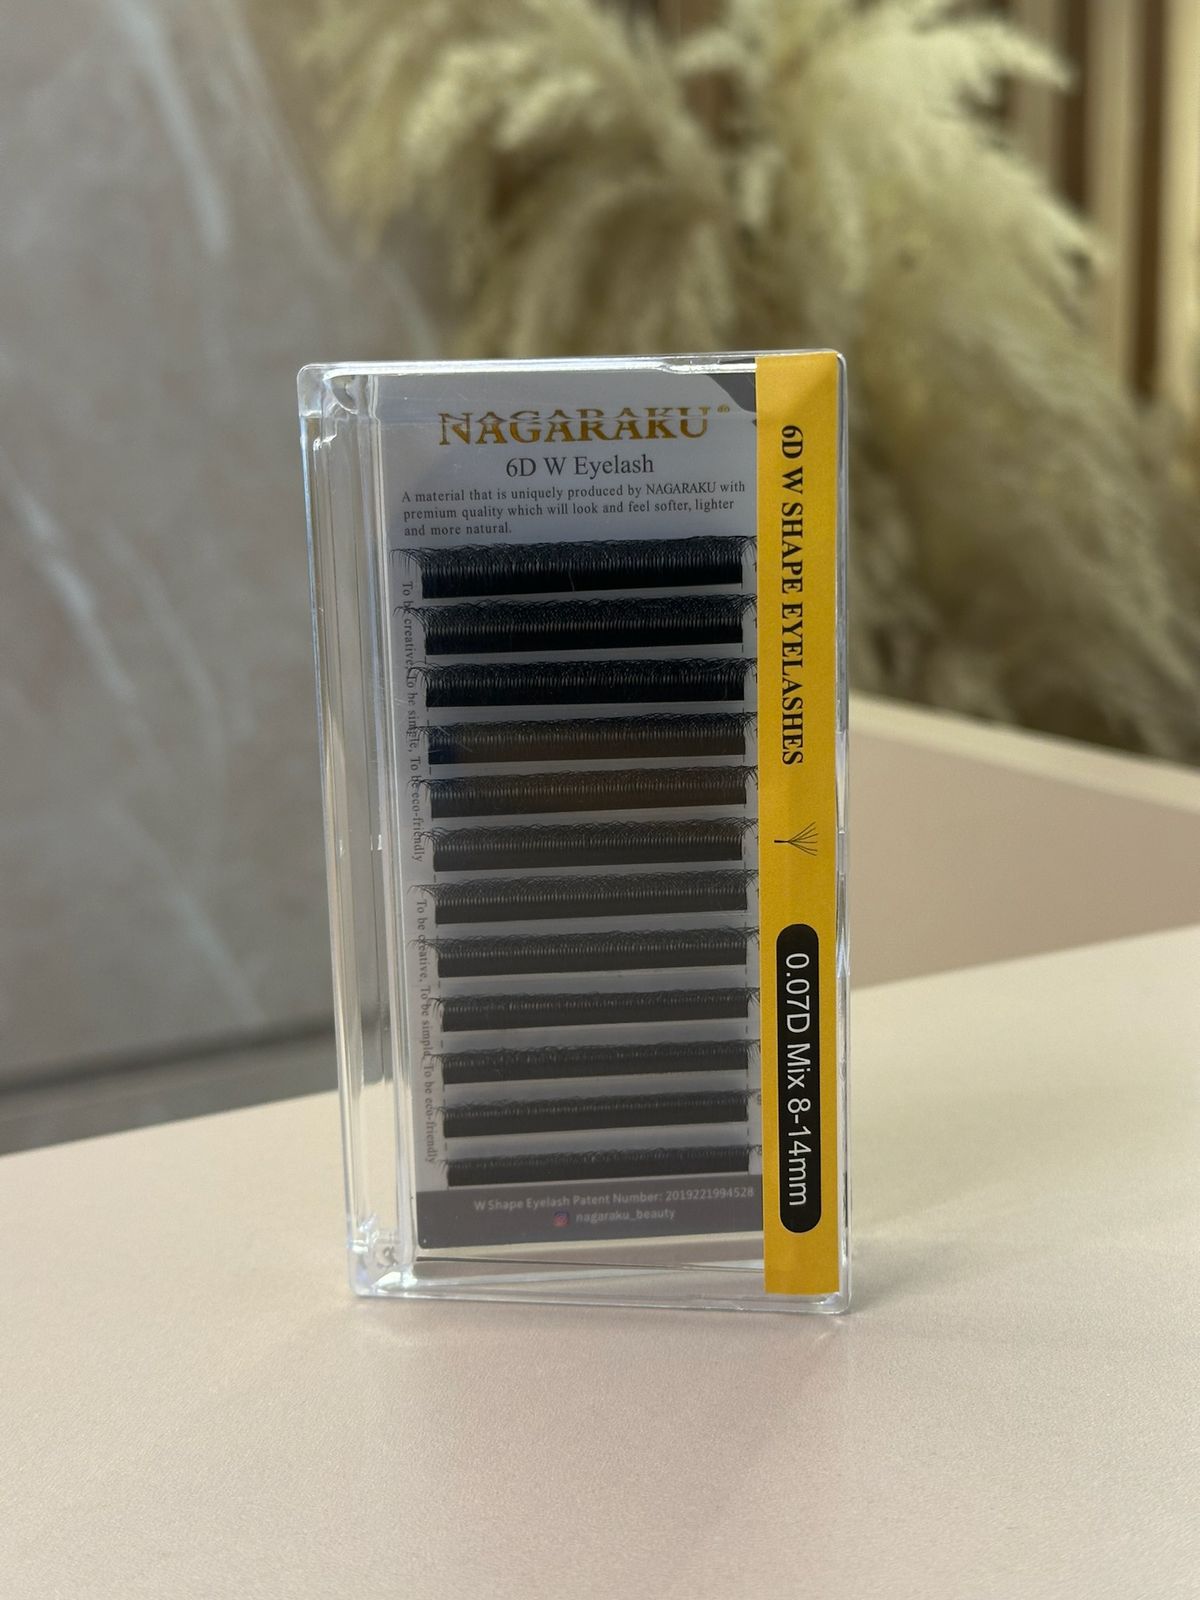 NAGARAKU®
6D W Eyelash
A material that is uniquely produced by NAGARAKU with
premium quality which will look and feel softer, lighter
and more natural.
To be creative, To be simple, To be eco-friendly
To be creative, To be simple, To be eco-friendly
W Shape Eyelash Patent Number: 2019221994528
nagaraku_beauty
6D W SHAPE EYELASHES
0.07D Mix 8-14mm